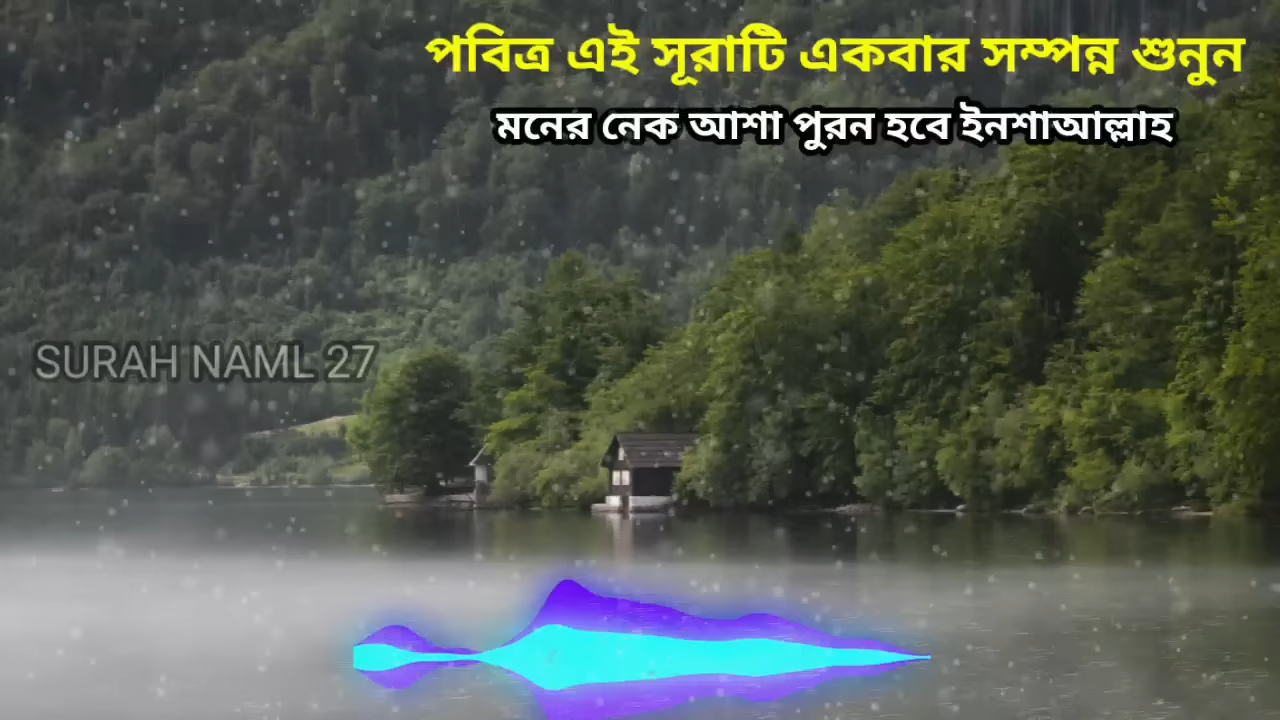 পবিত্র এই সূরাটি একবার সম্পন্ন শুনুন
মনের নেক আশা পুরন হবে ইনশাআল্লাহ
SURAH NAML 27